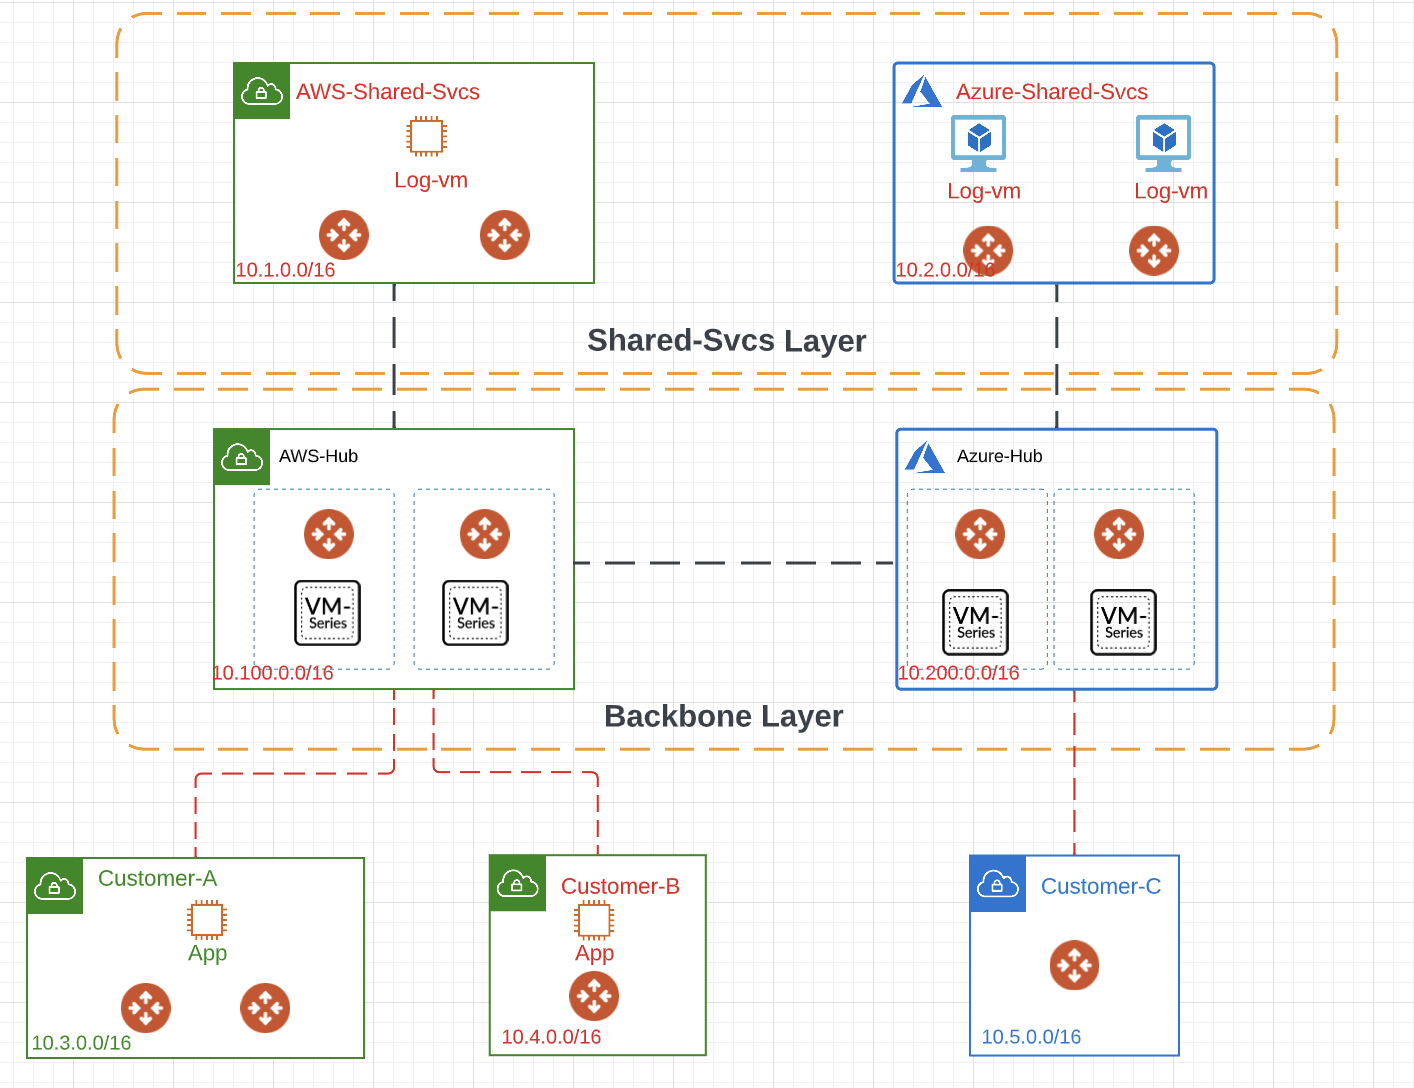 AWS-Shared-Svcs
Log-vm
10.1.0.0/16
Azure-Shared-Svcs
Log-vm
Log-vm
10.2.0.0/16
Shared-Svcs Layer
AWS-Hub
VM-
Series
VM-
Series
10.100.0.0/16
Azure-Hub
VM-
Series
VM-
Series
10.200.0.0/16
Backbone Layer
Customer-A
App
10.3.0.0/16
Customer-B
App
10.4.0.0/16
Customer-C
10.5.0.0/16